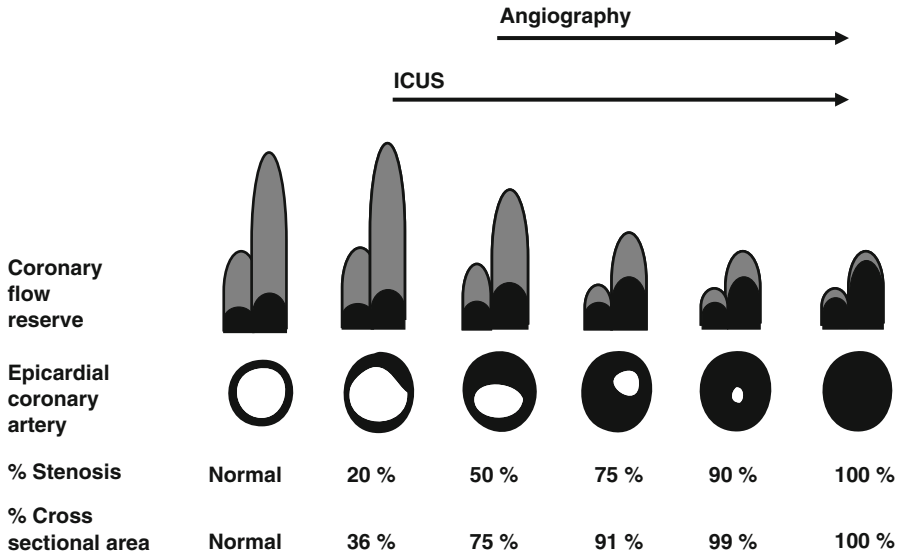 Angiography
ICUS
Coronary
flow
reserve
Epicardial
coronary
artery
% Stenosis Normal 20 % 50 % 75 % 90 % 100 %
% Cross
sectional area Normal 36 % 75 % 91 % 99 % 100 %